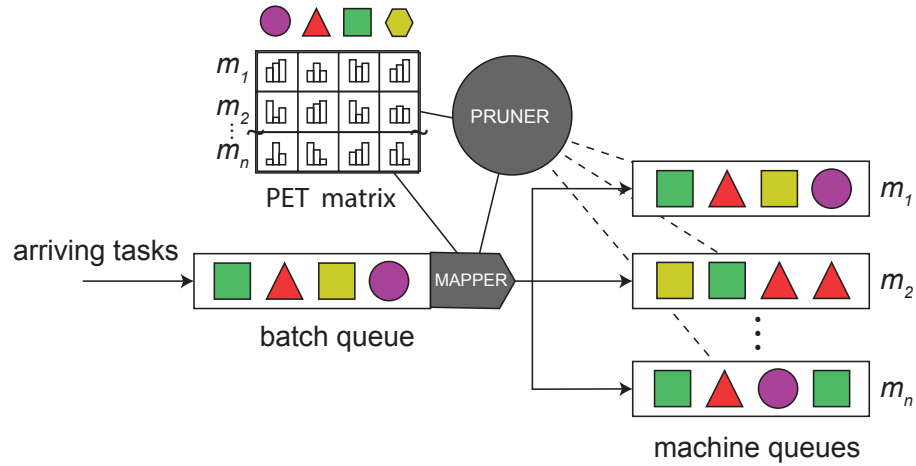 m1
m2
mn
PET matrix
PRUNER
arriving tasks
MAPPER
batch queue
m1
m2
mn
machine queues